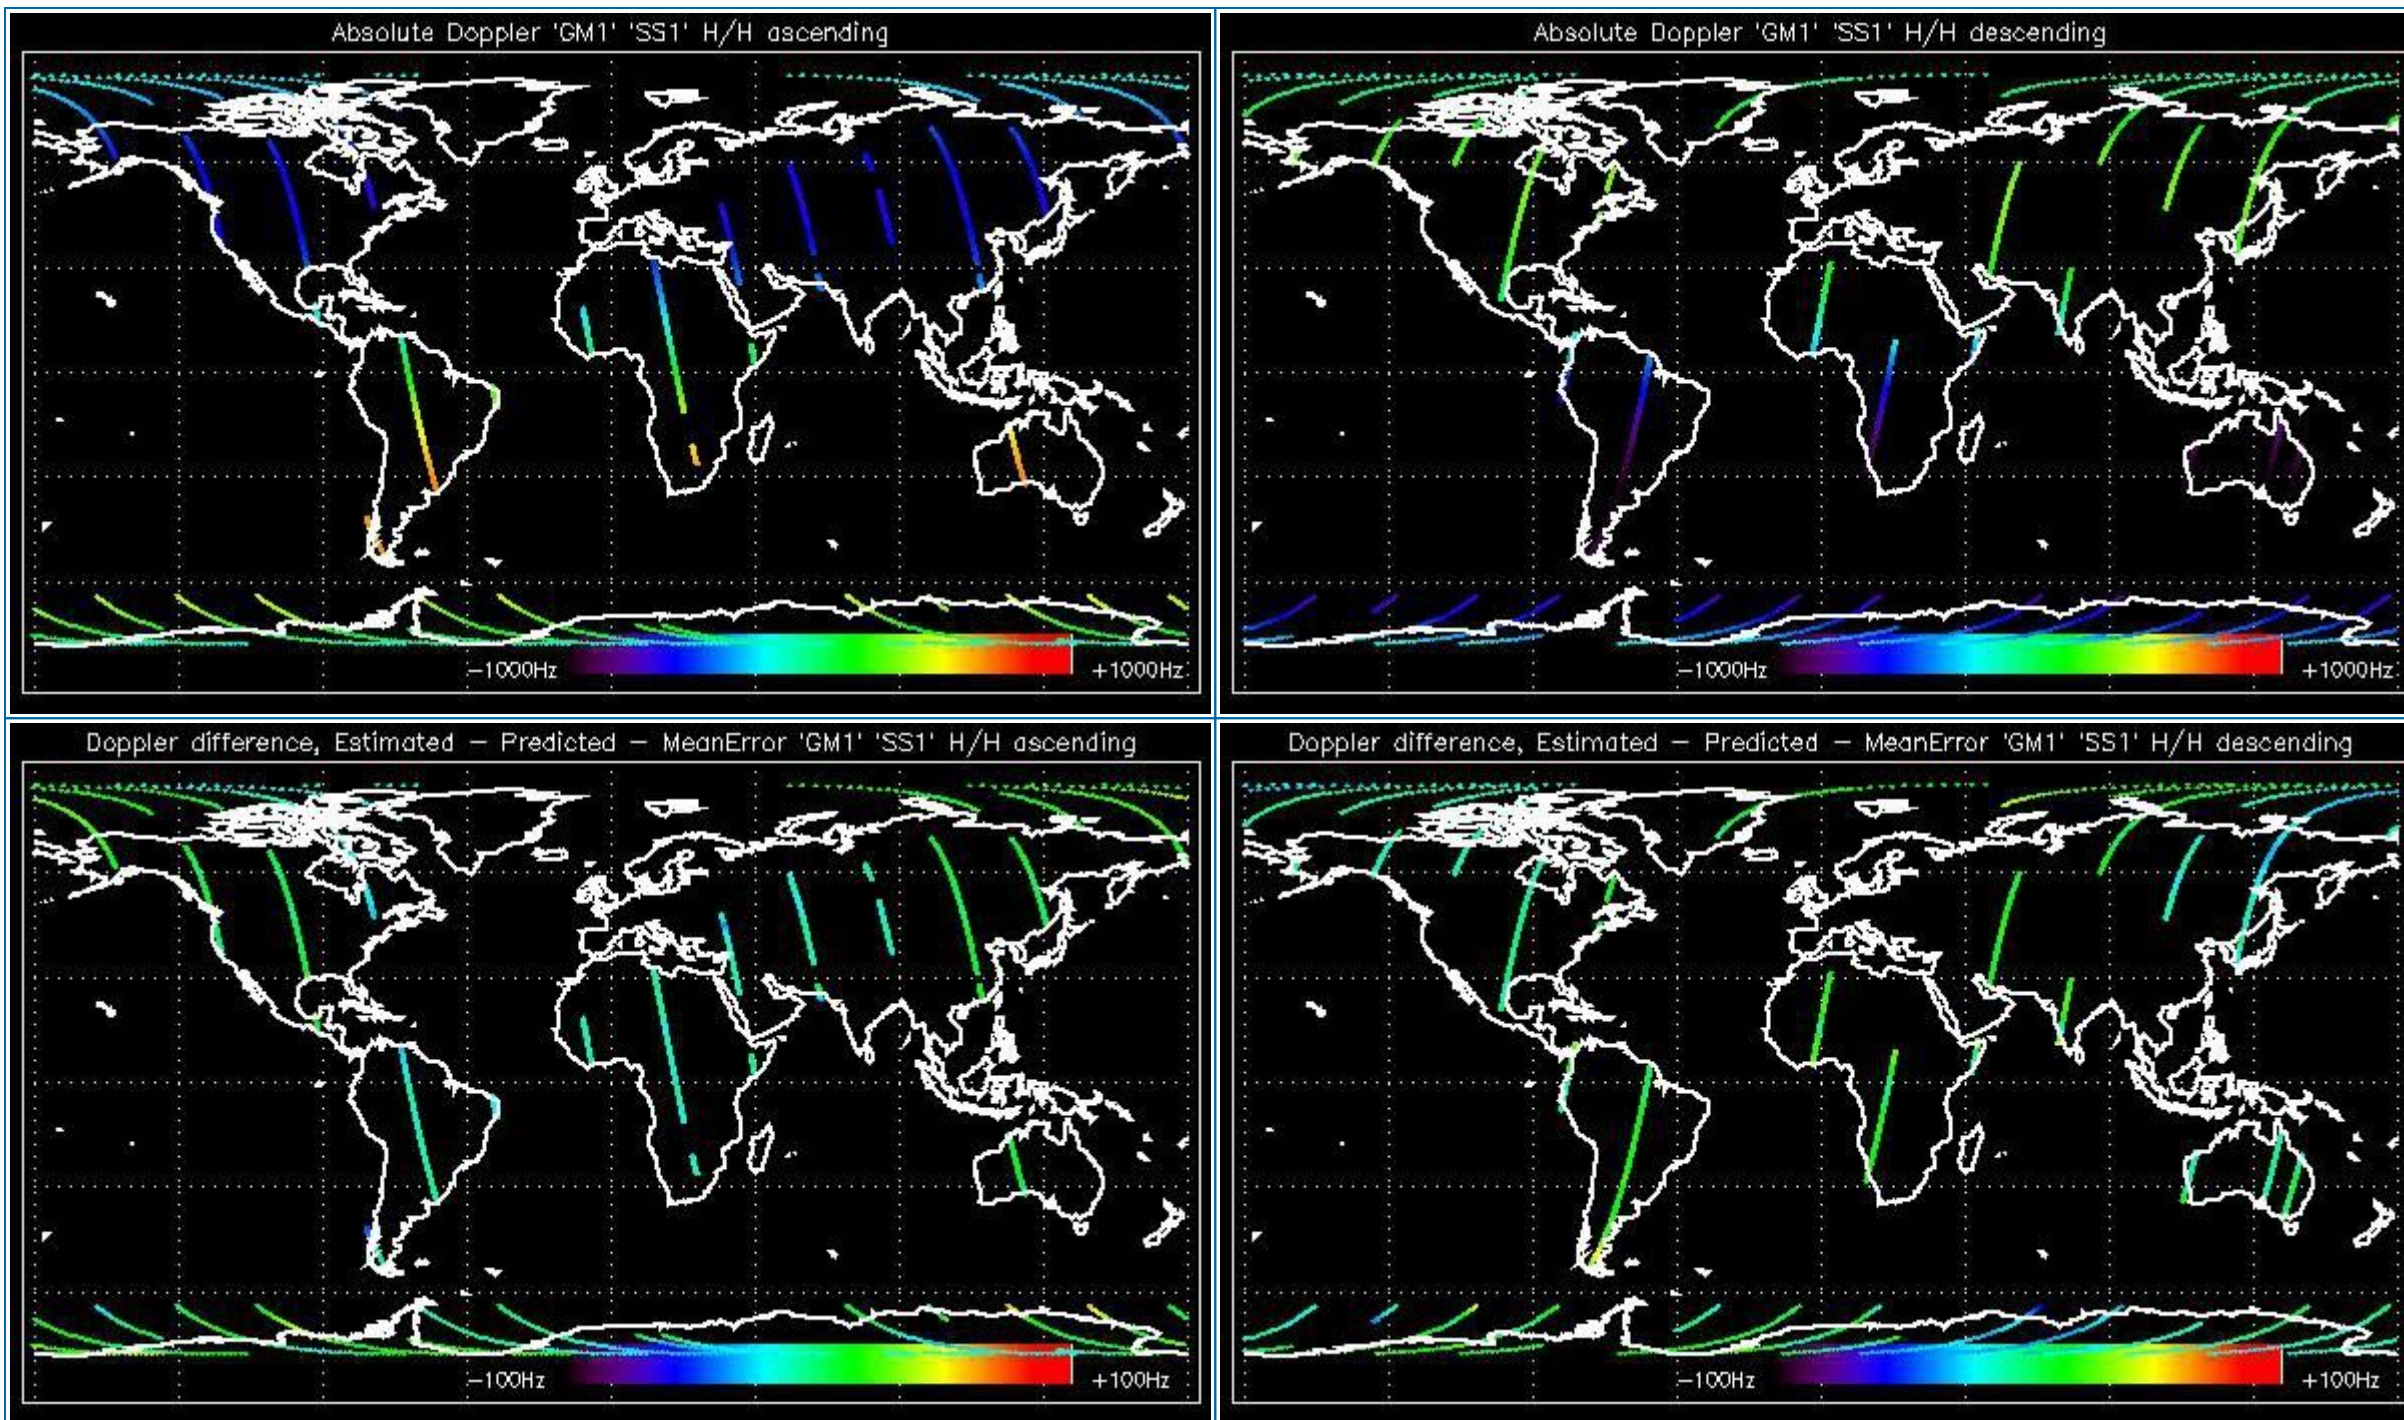 Absolute Doppler 'GM1' 'SS1' H/H ascending
−1000Hz
+1000Hz
Absolute Doppler 'GM1' 'SS1' H/H descending
−1000Hz
+1000Hz
Doppler difference, Estimated − Predicted − MeanError 'GM1' 'SS1' H/H ascending
−100Hz
+100Hz
Doppler difference, Estimated − Predicted − MeanError 'GM1' 'SS1' H/H descending
−100Hz
+100Hz